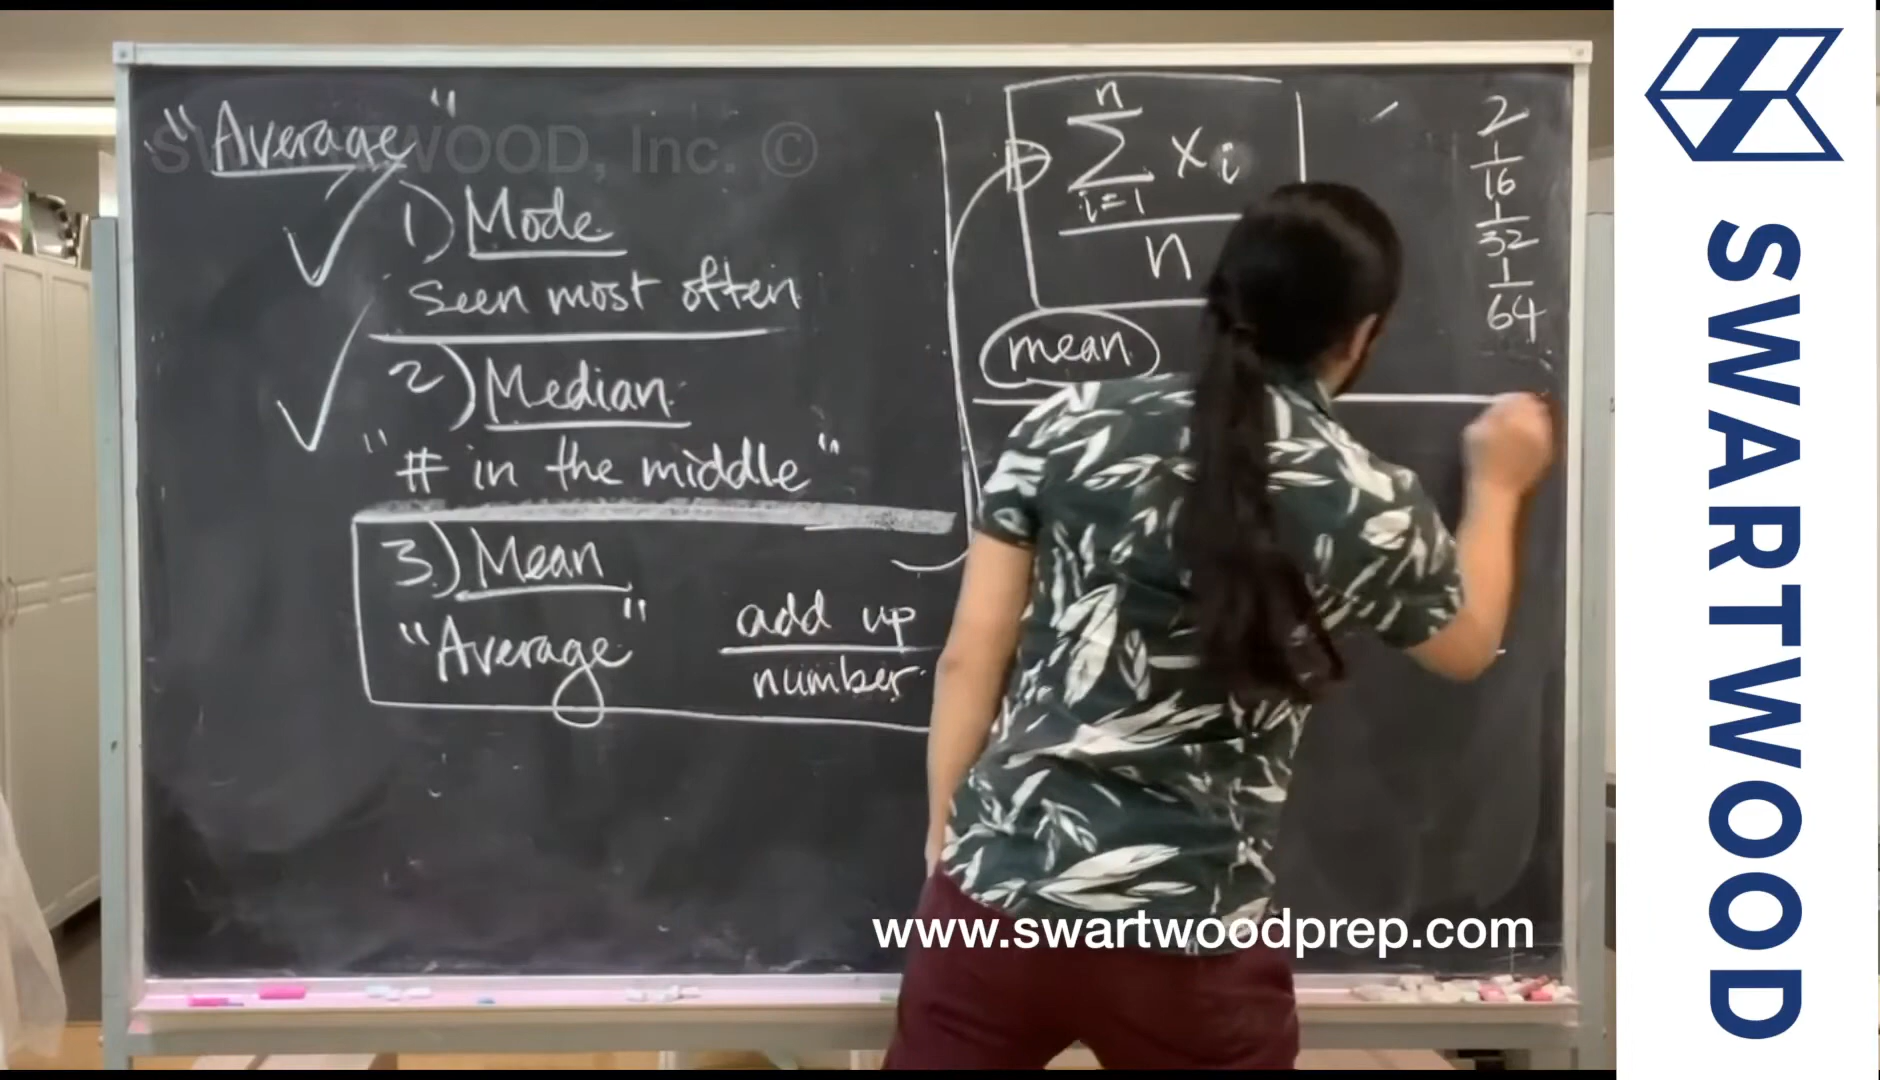 SWARTWOOD, Inc. ©
"Average"
1) Mode
seen most often
2) Median
"# in the middle"
3) Mean
"Average"
add up
number
n
Σ xi
i=1
n
mean
2
1
16
1
32
1
64
www.swartwoodprep.com
SWARTWOOD